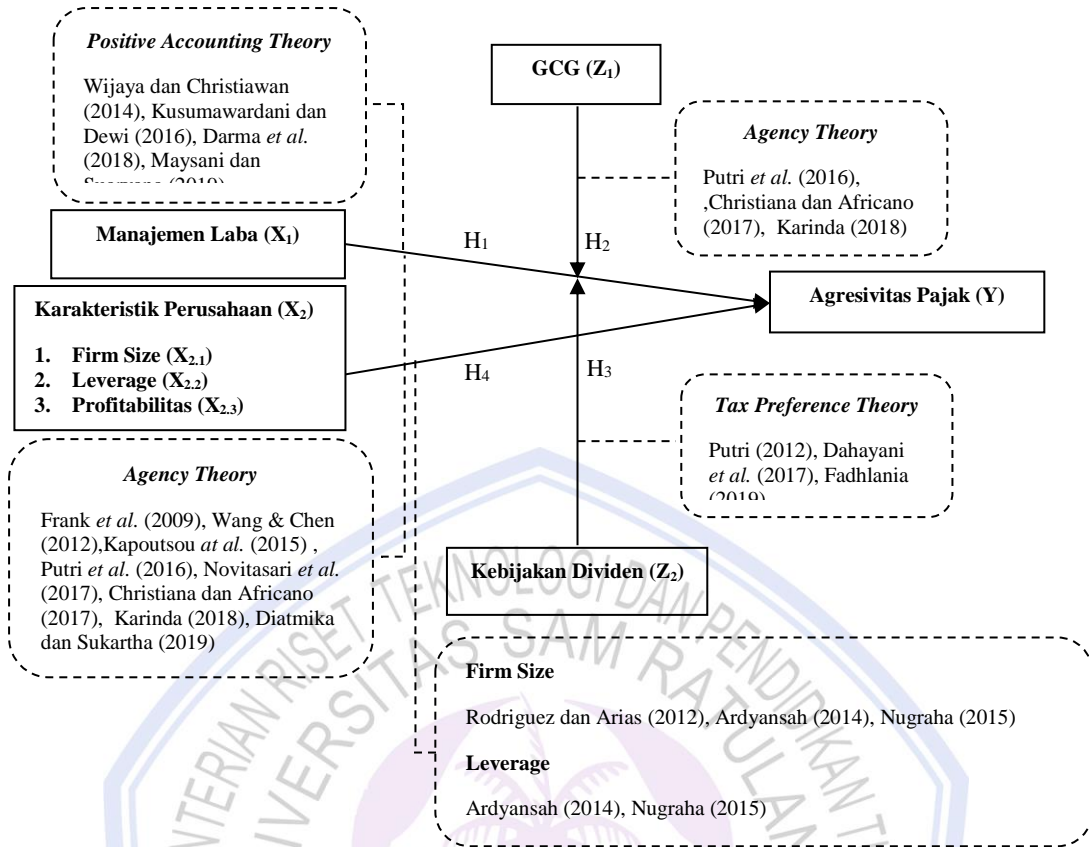 Positive Accounting Theory
Wijaya dan Christiawan
(2014), Kusumawardani dan
Dewi (2016), Darma et al.
(2018), Maysani dan
GCG (Z1)
Agency Theory
Putri et al. (2016),
,Christiana dan Africano
(2017), Karinda (2018)
Manajemen Laba (X1)
H1
H2
Karakteristik Perusahaan (X2)
1. Firm Size (X2.1)
2. Leverage (X2.2)
3. Profitabilitas (X2.3)
Agresivitas Pajak (Y)
H4
H3
Tax Preference Theory
Putri (2012), Dahayani
et al. (2017), Fadhlania
Agency Theory
Frank et al. (2009), Wang & Chen
(2012),Kapoutsou at al. (2015) ,
Putri et al. (2016), Novitasari et al.
(2017), Christiana dan Africano
(2017), Karinda (2018), Diatmika
dan Sukartha (2019)
Kebijakan Dividen (Z2)
Firm Size
Rodriguez dan Arias (2012), Ardyansah (2014), Nugraha (2015)
Leverage
Ardyansah (2014), Nugraha (2015)
TEKNOLOGI DAN PENDIDIKAN
SAM RATULAN